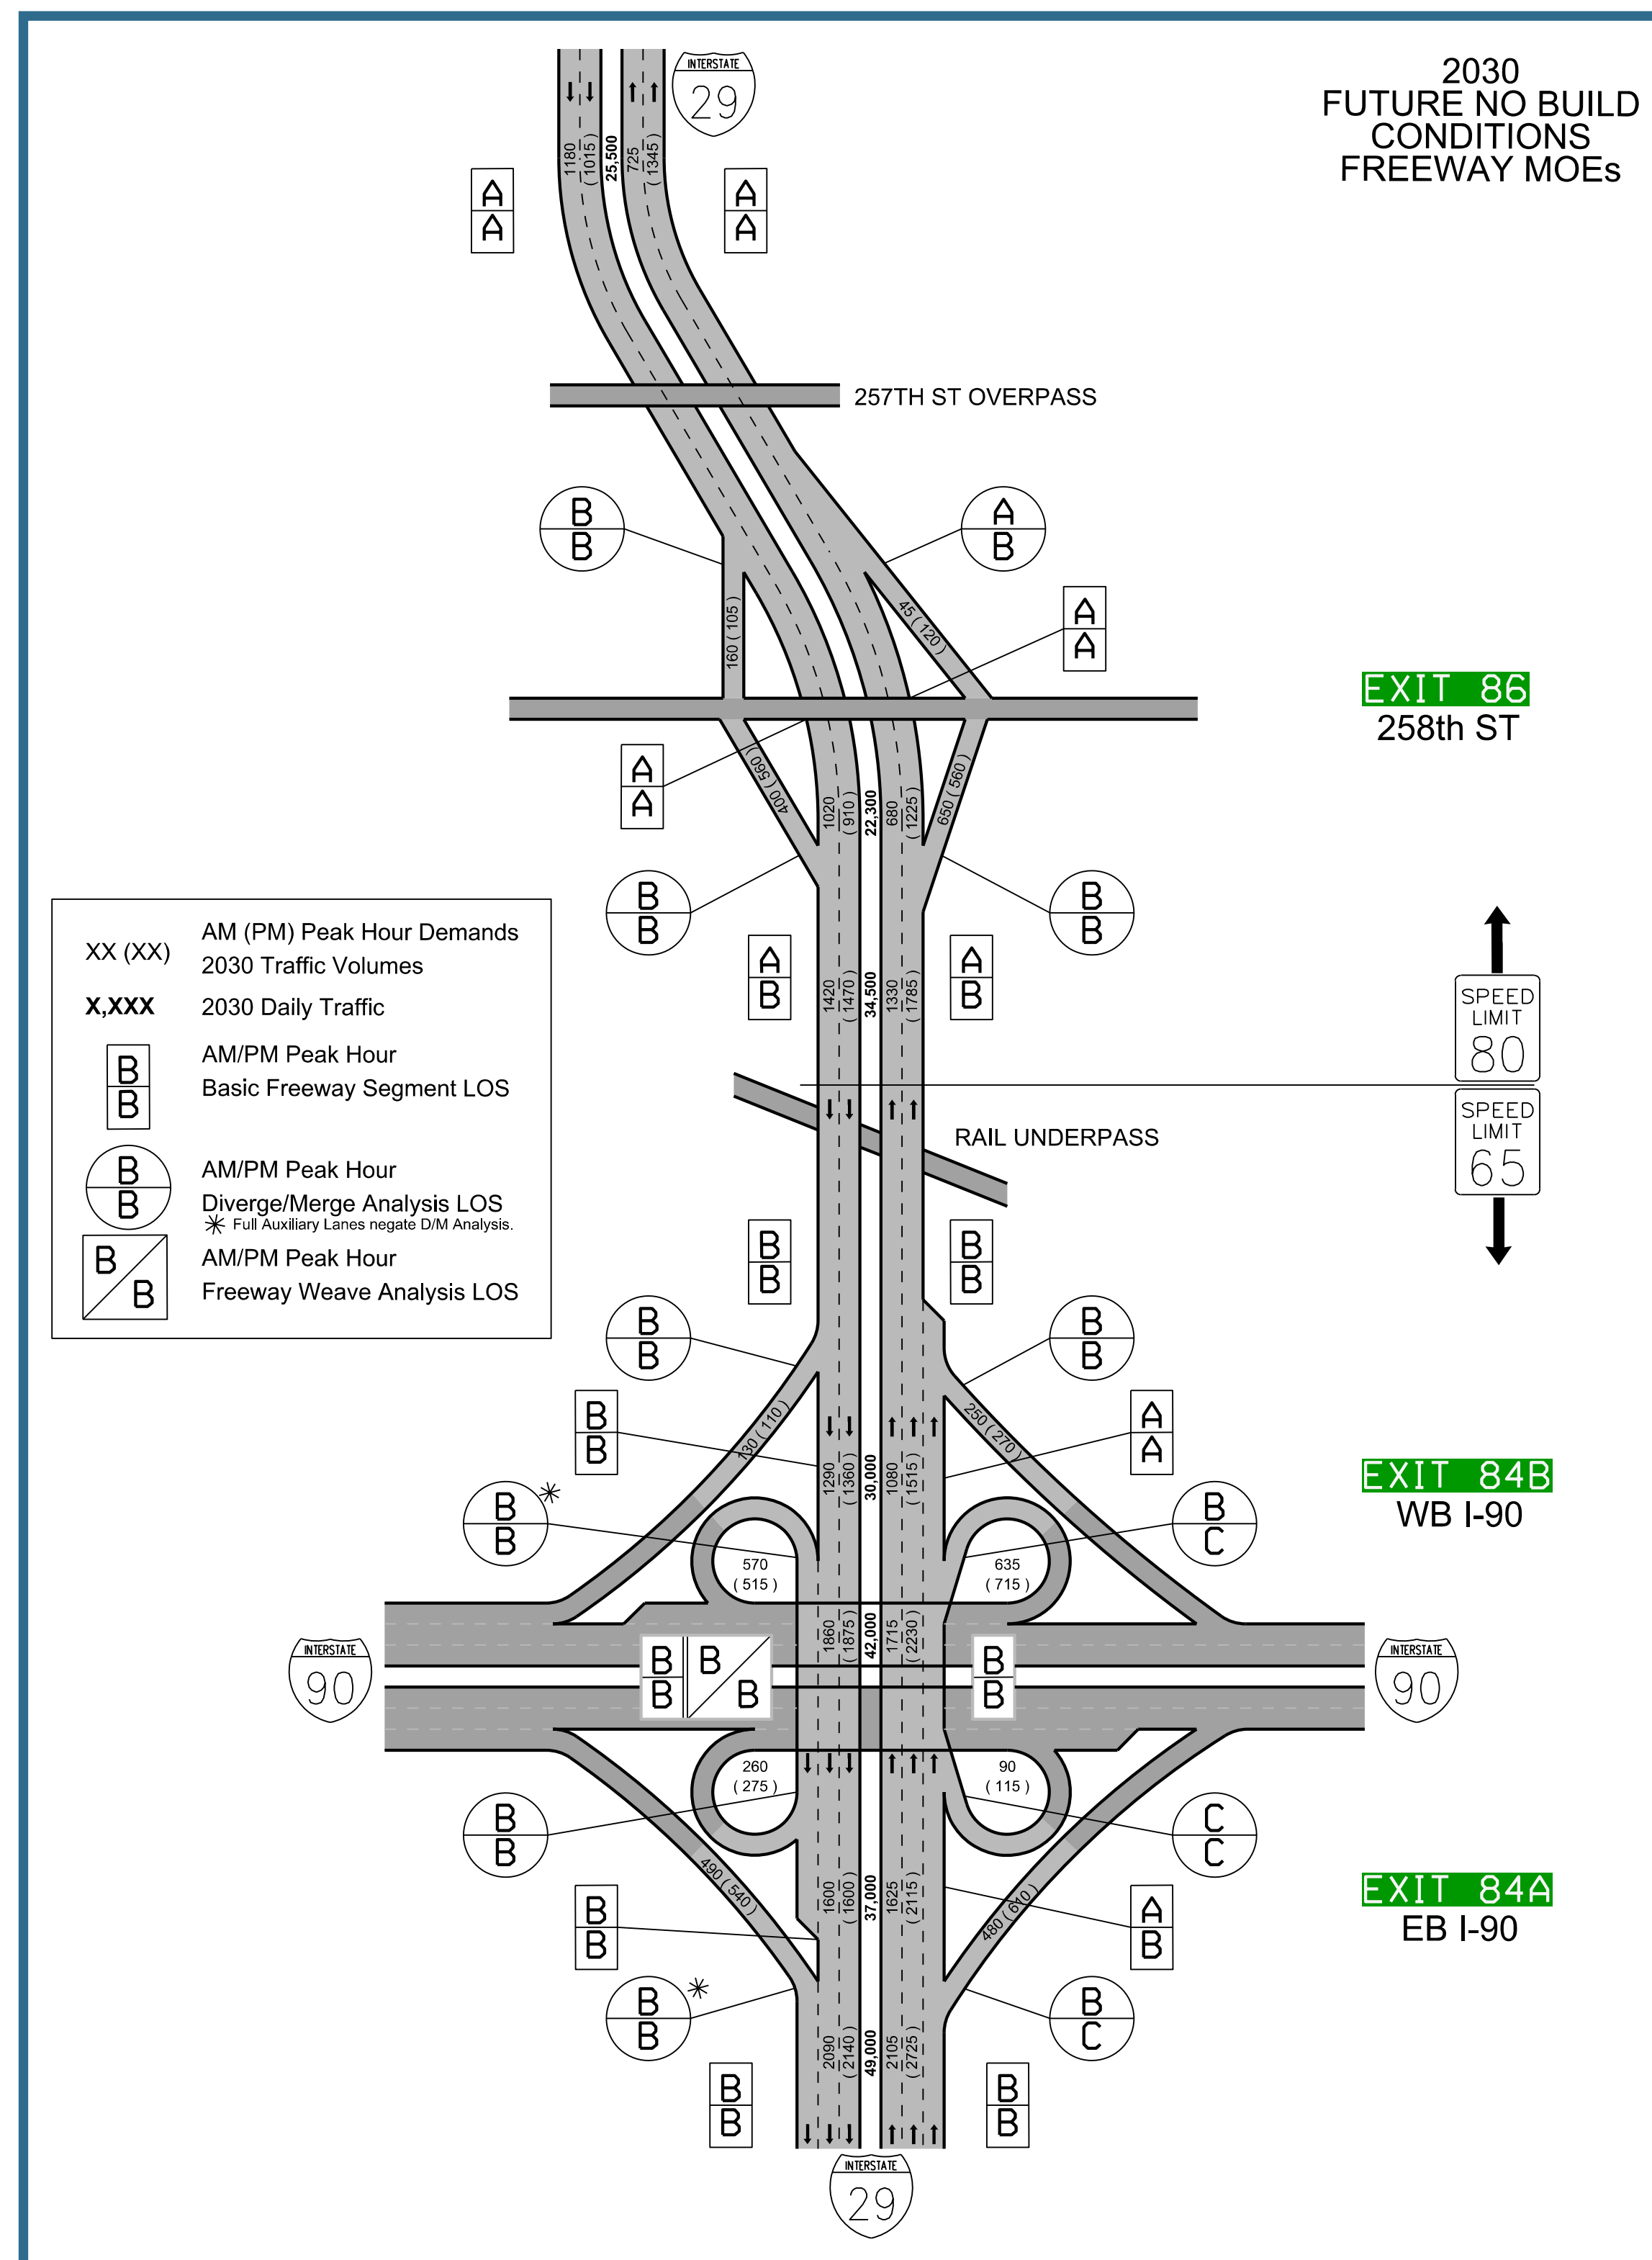 2030
FUTURE NO BUILD
CONDITIONS
FREEWAY MOEs
INTERSTATE
29
1180
( 1015 )
25,500
725
( 1345 )
A
A
A
A
257TH ST OVERPASS
B
B
A
B
45 ( 120 )
A
A
160 ( 105 )
EXIT 86
258th ST
A
A
400 ( 560 )
1020
( 910 )
22,300
680
( 1225 )
650 ( 560 )
B
B
B
B
A
B
1420
( 1470 )
34,500
1330
( 1785 )
A
B
XX (XX)
AM (PM) Peak Hour Demands
2030 Traffic Volumes
X,XXX
2030 Daily Traffic
B
B
AM/PM Peak Hour
Basic Freeway Segment LOS
B
B
AM/PM Peak Hour
Diverge/Merge Analysis LOS
* Full Auxiliary Lanes negate D/M Analysis.
B
B
AM/PM Peak Hour
Freeway Weave Analysis LOS
SPEED
LIMIT
80
SPEED
LIMIT
65
RAIL UNDERPASS
B
B
B
B
B
B
B
B
130 ( 110 )
250 ( 270 )
B
B
A
A
1290
( 1360 )
30,000
1080
( 1515 )
EXIT 84B
WB I-90
B
B
*
B
C
570
( 515 )
635
( 715 )
1860
( 1875 )
42,000
1715
( 2230 )
INTERSTATE
90
B
B
B
B
B
B
INTERSTATE
90
260
( 275 )
90
( 115 )
B
B
C
C
490 ( 540 )
1600
( 1600 )
37,000
1625
( 2115 )
480 ( 610 )
EXIT 84A
EB I-90
B
B
A
B
B
B
*
B
C
2090
( 2140 )
49,000
2105
( 2725 )
B
B
B
B
INTERSTATE
29